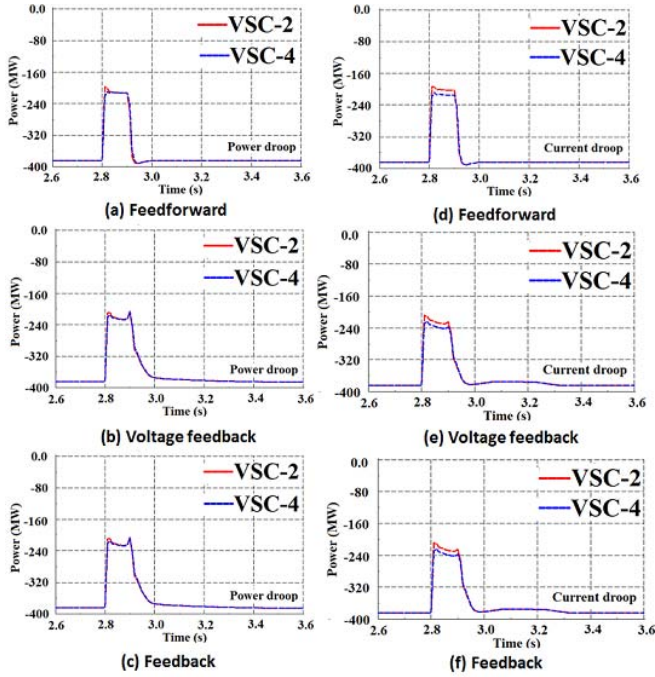 0.0
-80
-160
-240
-320
-400
Power (MW)
VSC-2
VSC-4
Power droop
2.6 2.8 3.0 3.2 3.4 3.6
Time (s)
(a) Feedforward
0.0
-80
-160
-240
-320
-400
Power (MW)
VSC-2
VSC-4
Current droop
2.6 2.8 3.0 3.2 3.4 3.6
Time (s)
(d) Feedforward
0.0
-80
-160
-240
-320
-400
Power (MW)
VSC-2
VSC-4
Power droop
2.6 2.8 3.0 3.2 3.4 3.6
Time (s)
(b) Voltage feedback
0.0
-80
-160
-240
-320
-400
Power (MW)
VSC-2
VSC-4
Current droop
2.6 2.8 3.0 3.2 3.4 3.6
Time (s)
(e) Voltage feedback
0.0
-80
-160
-240
-320
-400
Power (MW)
VSC-2
VSC-4
Power droop
2.6 2.8 3.0 3.2 3.4 3.6
Time (s)
(c) Feedback
0.0
-80
-160
-240
-320
-400
Power (MW)
VSC-2
VSC-4
Current droop
2.6 2.8 3.0 3.2 3.4 3.6
Time (s)
(f) Feedback